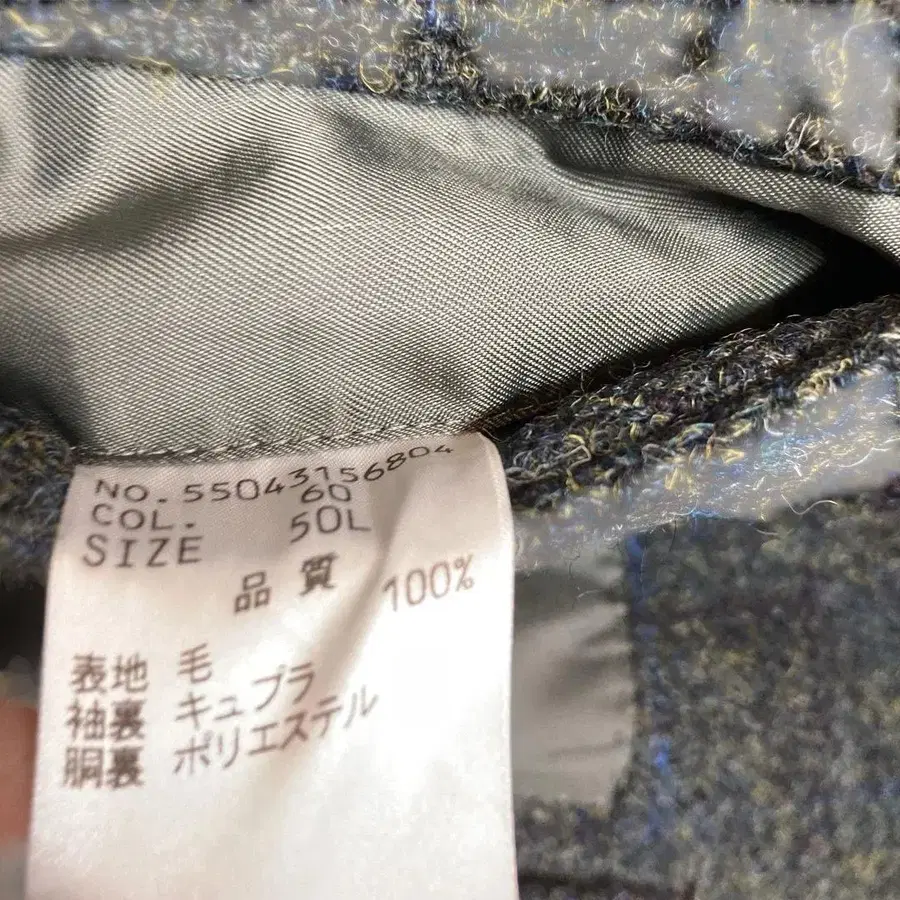 NO.55043156804
COL. 60
SIZE 50L
品質
表地 毛 100%
袖裏 キュプラ
胴裏 ポリエステル